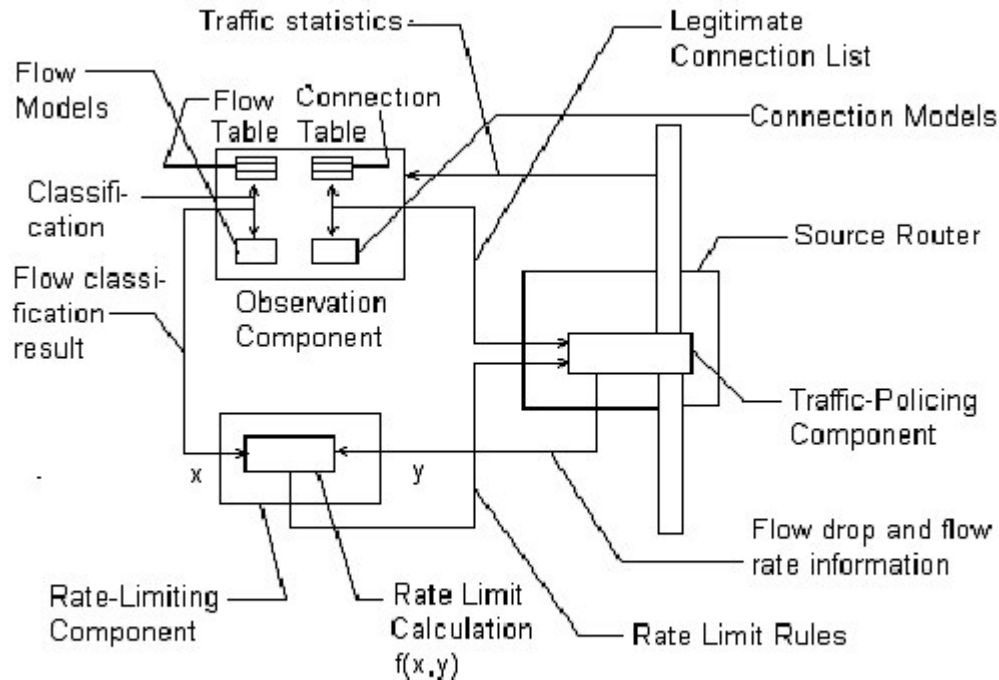 Traffic statistics
Legitimate
Connection List
Flow
Models
Flow
Table
Connection
Table
Connection Models
Classifi-
cation
Source Router
Flow classi-
fication
result
Observation
Component
Traffic-Policing
Component
x
y
Flow drop and flow
rate information
Rate-Limiting
Component
Rate Limit
Calculation
f(x,y)
Rate Limit Rules